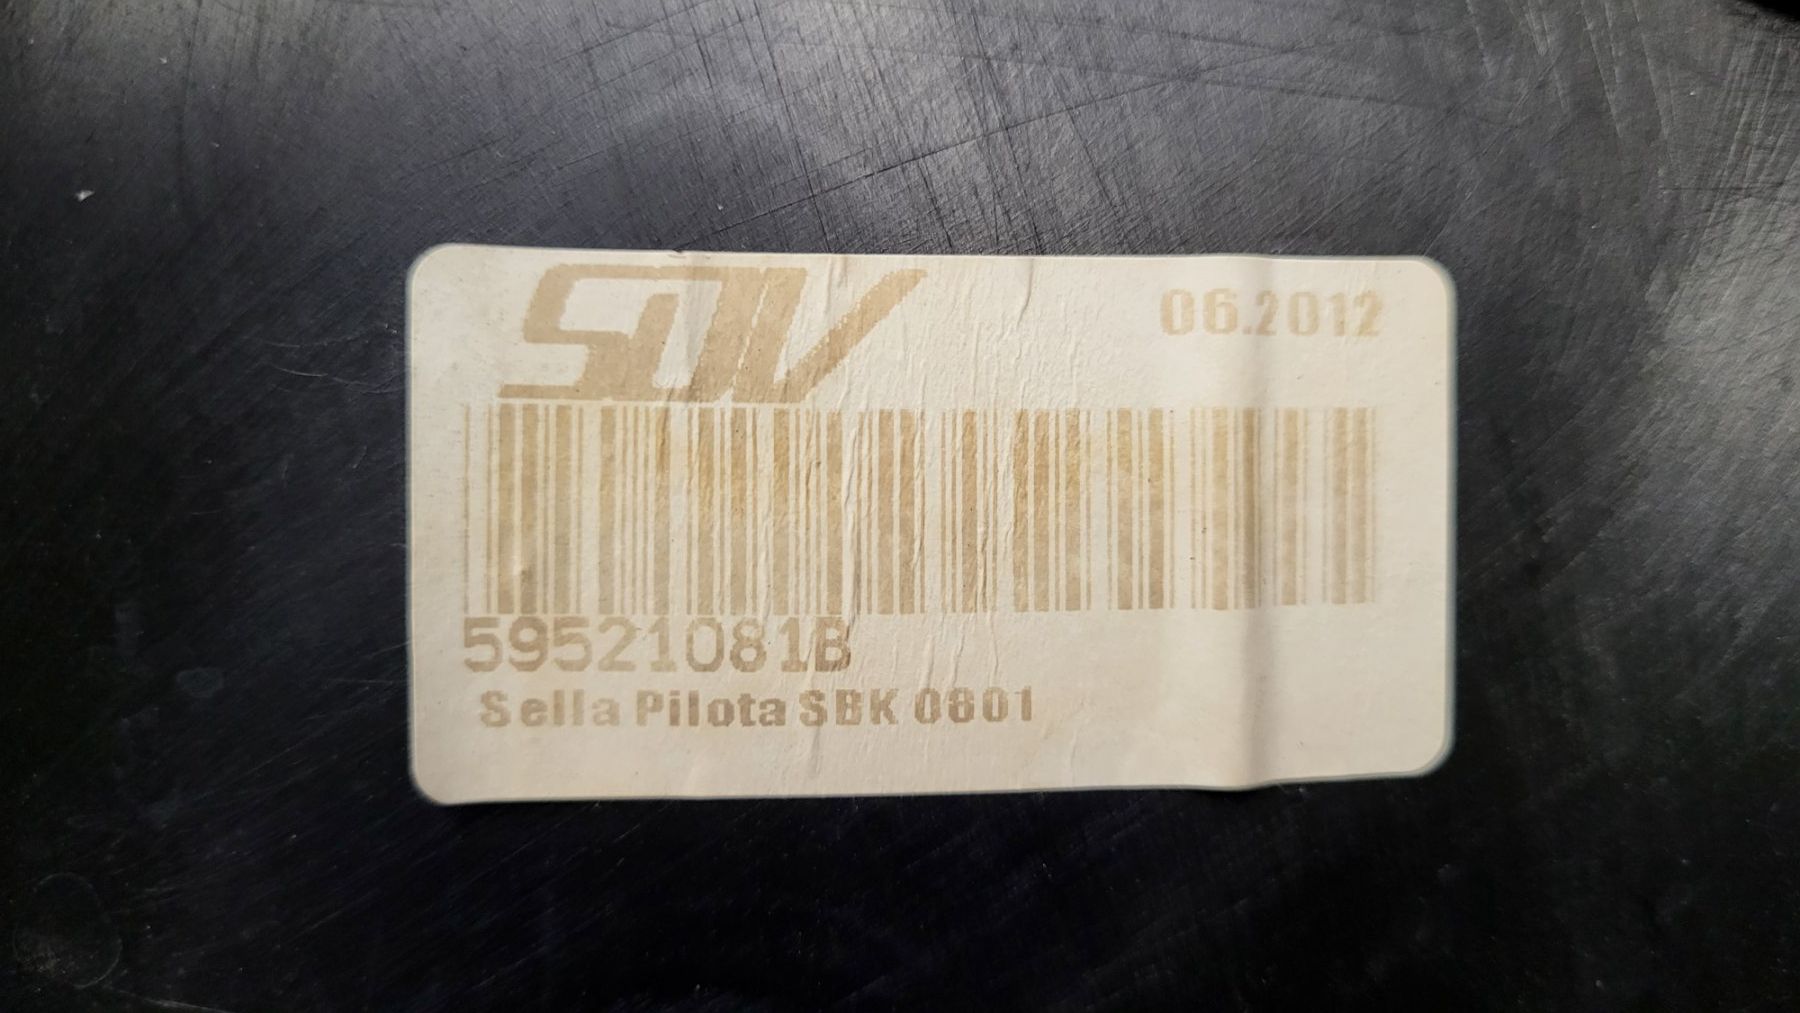 SDV
06.2012
59521081B
Sella Pilota SBK 0801